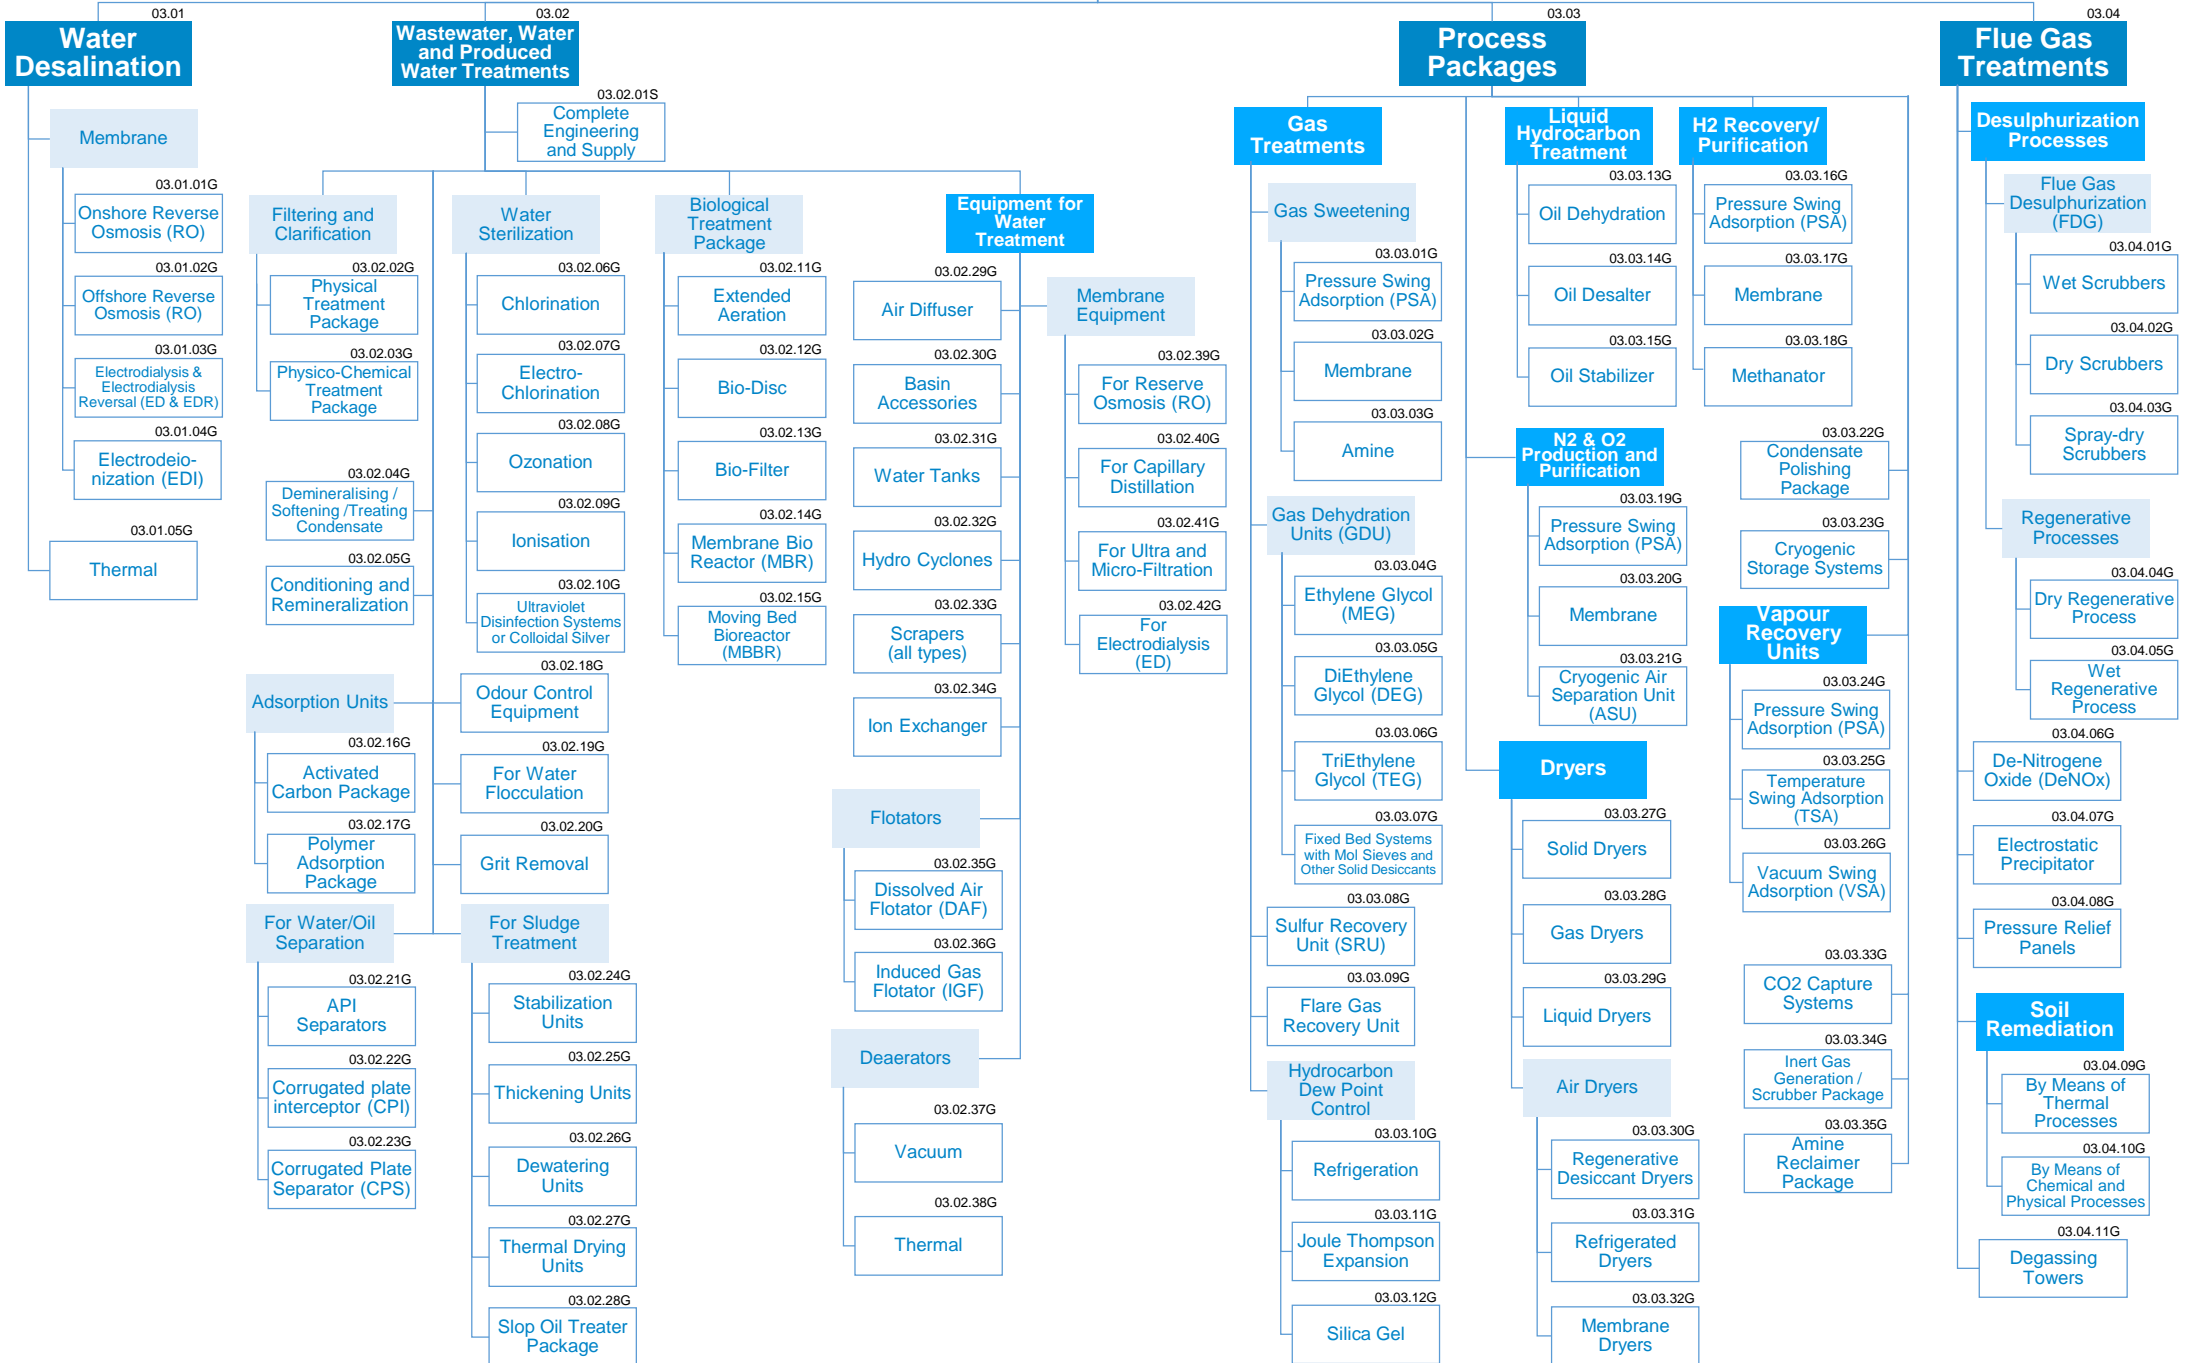 03.01
Water
Desalination
Membrane
03.01.01G
Onshore Reverse
Osmosis (RO)
03.01.02G
Offshore Reverse
Osmosis (RO)
03.01.03G
Electrodialysis &
Electrodialysis
Reversal (ED & EDR)
03.01.04G
Electrodeio-
nization (EDI)
03.01.05G
Thermal
03.02
Wastewater, Water
and Produced
Water Treatments
03.02.01S
Complete
Engineering
and Supply
Filtering and
Clarification
03.02.02G
Physical
Treatment
Package
03.02.03G
Physico-Chemical
Treatment
Package
03.02.04G
Demineralising /
Softening /Treating
Condensate
03.02.05G
Conditioning and
Remineralization
Water
Sterilization
03.02.06G
Chlorination
03.02.07G
Electro-
Chlorination
03.02.08G
Ozonation
03.02.09G
Ionisation
03.02.10G
Ultraviolet
Disinfection Systems
or Colloidal Silver
Biological
Treatment
Package
03.02.11G
Extended
Aeration
03.02.12G
Bio-Disc
03.02.13G
Bio-Filter
03.02.14G
Membrane Bio
Reactor (MBR)
03.02.15G
Moving Bed
Bioreactor
(MBBR)
Adsorption Units
03.02.16G
Activated
Carbon Package
03.02.17G
Polymer
Adsorption
Package
03.02.18G
Odour Control
Equipment
03.02.19G
For Water
Flocculation
03.02.20G
Grit Removal
For Water/Oil
Separation
03.02.21G
API
Separators
03.02.22G
Corrugated plate
interceptor (CPI)
03.02.23G
Corrugated Plate
Separator (CPS)
For Sludge
Treatment
03.02.24G
Stabilization
Units
03.02.25G
Thickening Units
03.02.26G
Dewatering
Units
03.02.27G
Thermal Drying
Units
03.02.28G
Slop Oil Treater
Package
Equipment for
Water
Treatment
03.02.29G
Air Diffuser
03.02.30G
Basin
Accessories
03.02.31G
Water Tanks
03.02.32G
Hydro Cyclones
03.02.33G
Scrapers
(all types)
03.02.34G
Ion Exchanger
Flotators
03.02.35G
Dissolved Air
Flotator (DAF)
03.02.36G
Induced Gas
Flotator (IGF)
Deaerators
03.02.37G
Vacuum
03.02.38G
Thermal
Membrane
Equipment
03.02.39G
For Reserve
Osmosis (RO)
03.02.40G
For Capillary
Distillation
03.02.41G
For Ultra and
Micro-Filtration
03.02.42G
For
Electrodialysis
(ED)
03.03
Process
Packages
Gas
Treatments
Gas Sweetening
03.03.01G
Pressure Swing
Adsorption (PSA)
03.03.02G
Membrane
03.03.03G
Amine
Gas Dehydration
Units (GDU)
03.03.04G
Ethylene Glycol
(MEG)
03.03.05G
DiEthylene
Glycol (DEG)
03.03.06G
TriEthylene
Glycol (TEG)
03.03.07G
Fixed Bed Systems
with Mol Sieves and
Other Solid Desiccants
03.03.08G
Sulfur Recovery
Unit (SRU)
03.03.09G
Flare Gas
Recovery Unit
Hydrocarbon
Dew Point
Control
03.03.10G
Refrigeration
03.03.11G
Joule Thompson
Expansion
03.03.12G
Silica Gel
Liquid
Hydrocarbon
Treatment
03.03.13G
Oil Dehydration
03.03.14G
Oil Desalter
03.03.15G
Oil Stabilizer
H2 Recovery/
Purification
03.03.16G
Pressure Swing
Adsorption (PSA)
03.03.17G
Membrane
03.03.18G
Methanator
N2 & O2
Production and
Purification
03.03.19G
Pressure Swing
Adsorption (PSA)
03.03.20G
Membrane
03.03.21G
Cryogenic Air
Separation Unit
(ASU)
03.03.22G
Condensate
Polishing
Package
03.03.23G
Cryogenic
Storage Systems
Vapour
Recovery
Units
03.03.24G
Pressure Swing
Adsorption (PSA)
03.03.25G
Temperature
Swing Adsorption
(TSA)
03.03.26G
Vacuum Swing
Adsorption (VSA)
Dryers
03.03.27G
Solid Dryers
03.03.28G
Gas Dryers
03.03.29G
Liquid Dryers
Air Dryers
03.03.30G
Regenerative
Desiccant Dryers
03.03.31G
Refrigerated
Dryers
03.03.32G
Membrane
Dryers
03.03.33G
CO2 Capture
Systems
03.03.34G
Inert Gas
Generation /
Scrubber Package
03.03.35G
Amine
Reclaimer
Package
03.04
Flue Gas
Treatments
Desulphurization
Processes
Flue Gas
Desulphurization
(FDG)
03.04.01G
Wet Scrubbers
03.04.02G
Dry Scrubbers
03.04.03G
Spray-dry
Scrubbers
Regenerative
Processes
03.04.04G
Dry Regenerative
Process
03.04.05G
Wet
Regenerative
Process
03.04.06G
De-Nitrogene
Oxide (DeNOx)
03.04.07G
Electrostatic
Precipitator
03.04.08G
Pressure Relief
Panels
Soil
Remediation
03.04.09G
By Means of
Thermal
Processes
03.04.10G
By Means of
Chemical and
Physical Processes
03.04.11G
Degassing
Towers